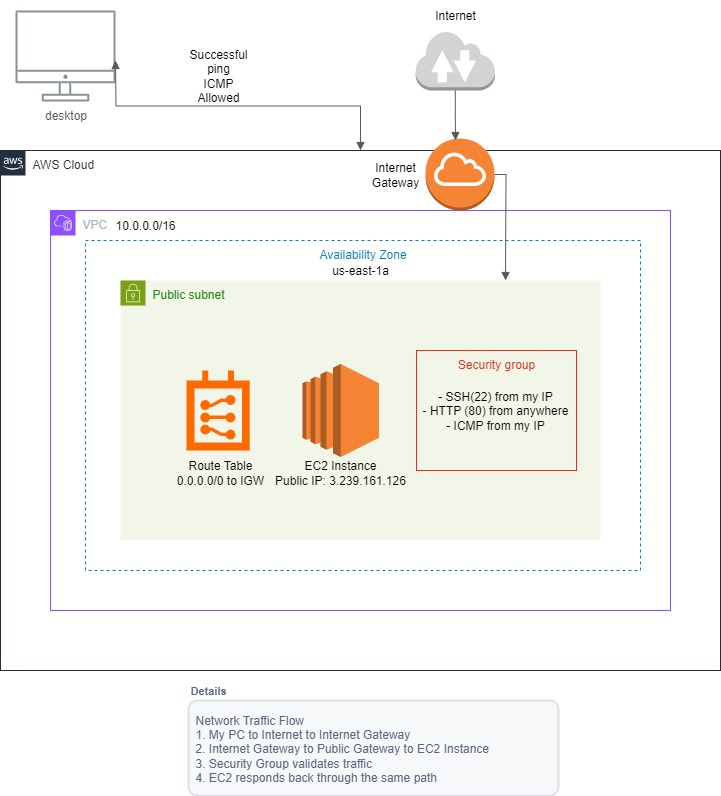 Internet
Successful
ping
ICMP
Allowed
desktop
aws
AWS Cloud
Internet
Gateway
VPC 10.0.0.0/16
Availability Zone
us-east-1a
Public subnet
Security group
- SSH(22) from my IP
- HTTP (80) from anywhere
- ICMP from my IP
Route Table
0.0.0.0/0 to IGW
EC2 Instance
Public IP: 3.239.161.126
Details
Network Traffic Flow
1. My PC to Internet to Internet Gateway
2. Internet Gateway to Public Gateway to EC2 Instance
3. Security Group validates traffic
4. EC2 responds back through the same path